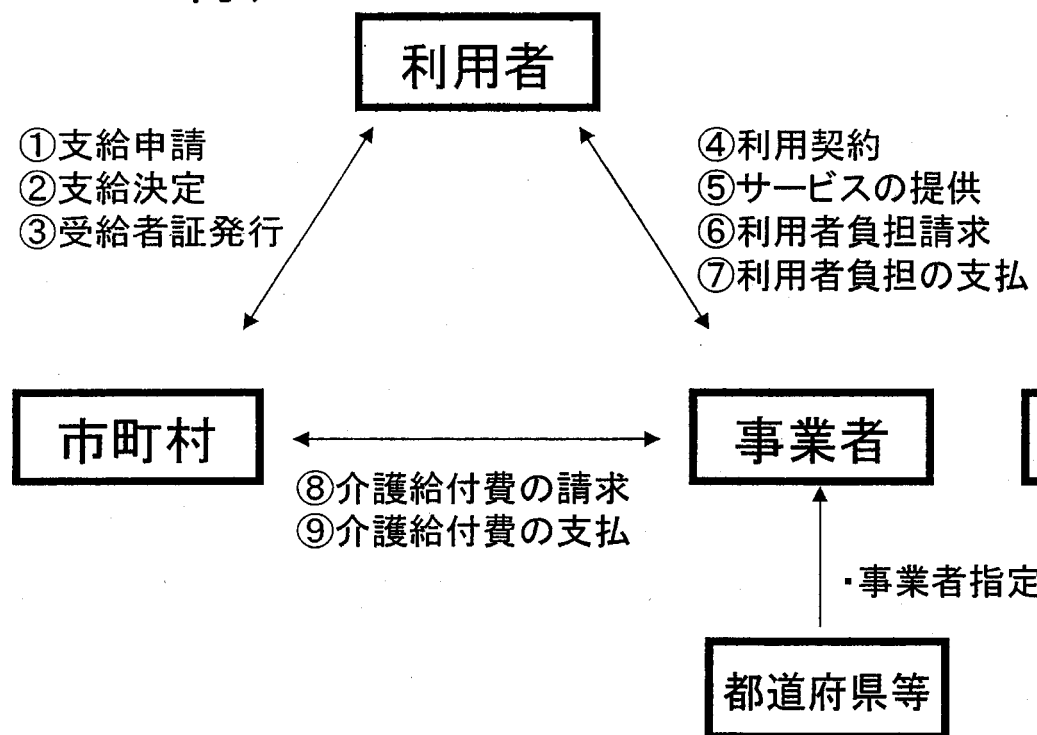 利用者
①支給申請
②支給決定
③受給者証発行
④利用契約
⑤サービスの提供
⑥利用者負担請求
⑦利用者負担の支払
市町村
事業者
⑧介護給付費の請求
⑨介護給付費の支払
・事業者指定
都道府県等